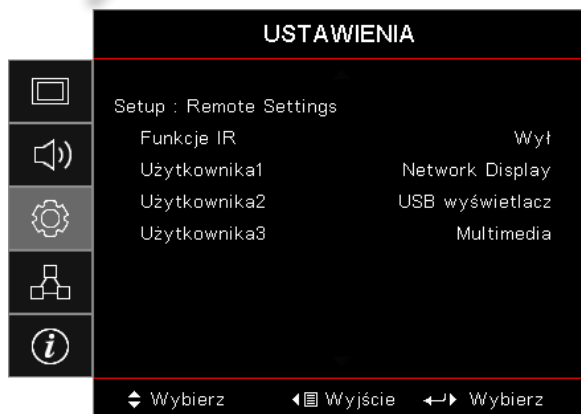 USTAWIENIA
Setup : Remote Settings
Funkcje IR Wył
Użytkownika1 Network Display
Użytkownika2 USB wyświetlacz
Użytkownika3 Multimedia
Wybierz Wyjście Wybierz